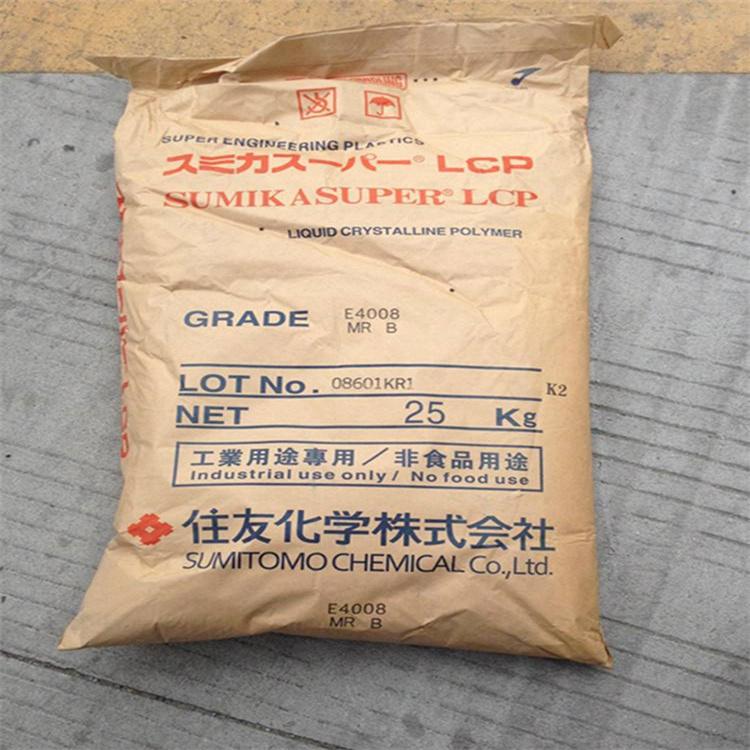 SUPER ENGINEERING PLASTICS
スミカスーパー® LCP
SUMIKASUPER® LCP
LIQUID CRYSTALLINE POLYMER
GRADE E4008
MR B
LOT No. 08601KR1 K2
NET 25 Kg
工業用途専用/非食品用途
Industrial use only / No food use
住友化学株式会社
SUMITOMO CHEMICAL Co.,Ltd.
E4008
MR B